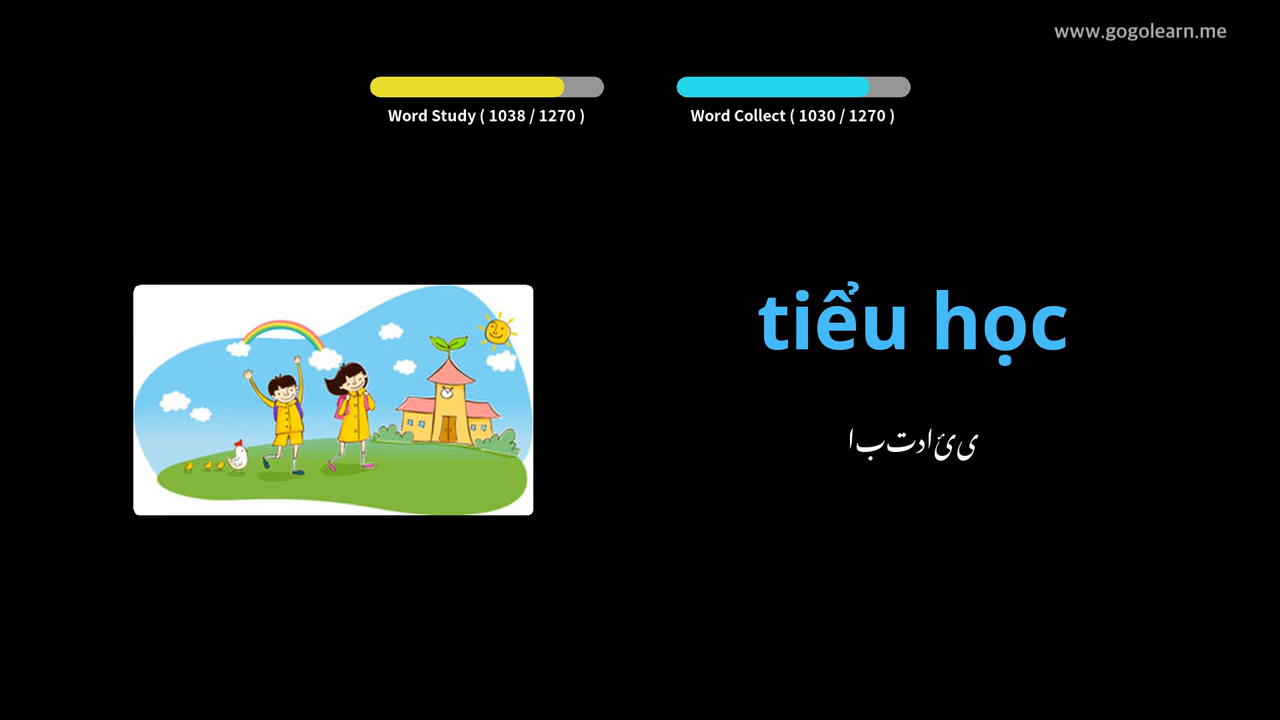 www.gogolearn.me
Word Study ( 1038 / 1270 )
Word Collect ( 1030 / 1270 )
tiểu học
ابتدائی